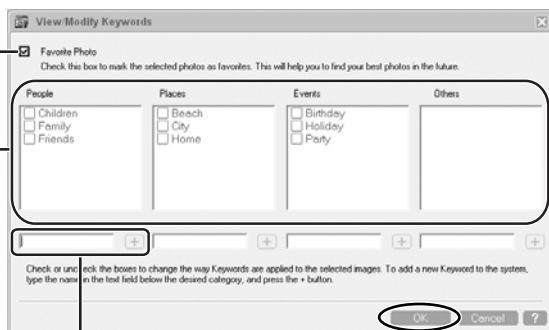 View/Modify Keywords
Favorite Photo
Check this box to mark the selected photos as favorites. This will help you to find your best photos in the future.
People Places Events Others
Children Beach Birthday
Family City Holiday
Friends Home Party
+ + + +
Check or uncheck the boxes to change the way Keywords are applied to the selected images. To add a new Keyword to the system,
type the name in the text field below the desired category, and press the + button.
OK Cancel ?